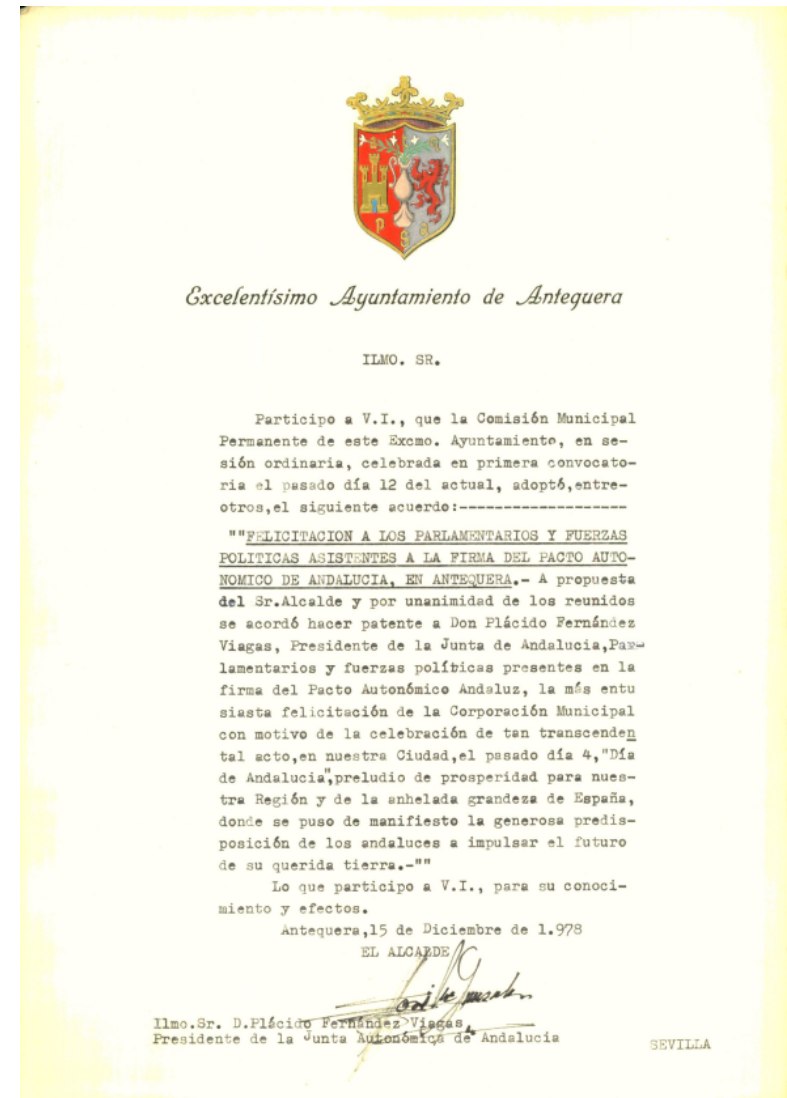 P S A
Excelentísimo Ayuntamiento de Antequera
ILMO. SR.
Participo a V.I., que la Comisión Municipal
Permanente de este Excmo. Ayuntamiento, en se-
sión ordinaria, celebrada en primera convocato-
ria el pasado día 12 del actual, adoptó,entre-
otros,el siguiente acuerdo:-------------------
""FELICITACION A LOS PARLAMENTARIOS Y FUERZAS
POLITICAS ASISTENTES A LA FIRMA DEL PACTO AUTO-
NOMICO DE ANDALUCIA, EN ANTEQUERA.- A propuesta
del Sr.Alcalde y por unanimidad de los reunidos
se acordó hacer patente a Don Plácido Fernández
Viagas, Presidente de la Junta de Andalucia,Par-
lamentarios y fuerzas políticas presentes en la
firma del Pacto Autonómico Andaluz, la más entu
siasta felicitación de la Corporación Municipal
con motivo de la celebración de tan transcenden
tal acto,en nuestra Ciudad,el pasado día 4,"Día
de Andalucia",preludio de prosperidad para nues-
tra Región y de la anhelada grandeza de España,
donde se puso de manifiesto la generosa predis-
posición de los andaluces a impulsar el futuro
de su querida tierra.-""
Lo que participo a V.I., para su conoci-
miento y efectos.
Antequera,15 de Diciembre de 1.978
EL ALCALDE
Ilmo.Sr. D.Plácido Fernández Viagas
Presidente de la Junta Autonómica de Andalucia
SEVILLA